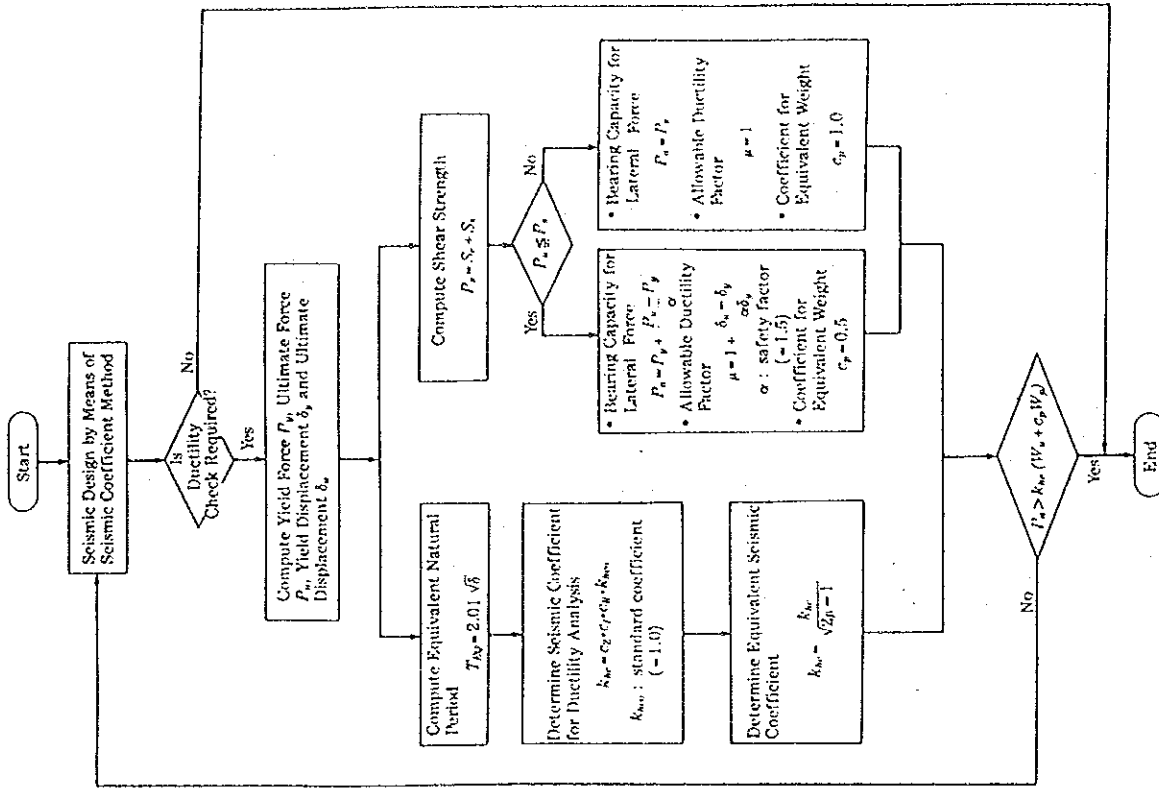 Start
Seismic Design by Means of
Seismic Coefficient Method
Is
Ductility
Check Required?
No
Yes
Compute Yield Force P_y, Ultimate Force
P_u, Yield Displacement δ_y and Ultimate
Displacement δ_u
Compute Equivalent Natural
Period
T_EQ = 2.01 √δ
Determine Seismic Coefficient
for Ductility Analysis
k_hc = c_Z · c_I · c_R · k_hco
k_hco : standard coefficient
(=1.0)
Determine Equivalent Seismic
Coefficient
k_he = k_hc / √2μ − 1
Compute Shear Strength
P_s = S_c + S_s
P_u ≦ P_s
Yes
No
• Bearing Capacity for
Lateral Force
P_a = P_y + P_u − P_y / α
• Allowable Ductility
Factor
μ = 1 + δ_u − δ_y / αδ_y
α : safety factor
(=1.5)
• Coefficient for
Equivalent Weight
c_p = 0.5
• Bearing Capacity for
Lateral Force
P_a = P_s
• Allowable Ductility
Factor
μ = 1
• Coefficient for
Equivalent Weight
c_p = 1.0
P_a > k_he (W_u + c_p W_p)
No
Yes
End